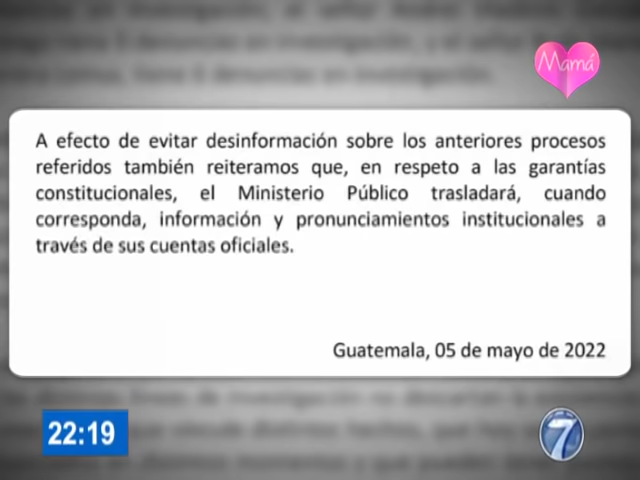 Mamá
A efecto de evitar desinformación sobre los anteriores procesos
referidos también reiteramos que, en respeto a las garantías
constitucionales, el Ministerio Público trasladará, cuando
corresponda, información y pronunciamientos institucionales a
través de sus cuentas oficiales.
Guatemala, 05 de mayo de 2022
22:19
7